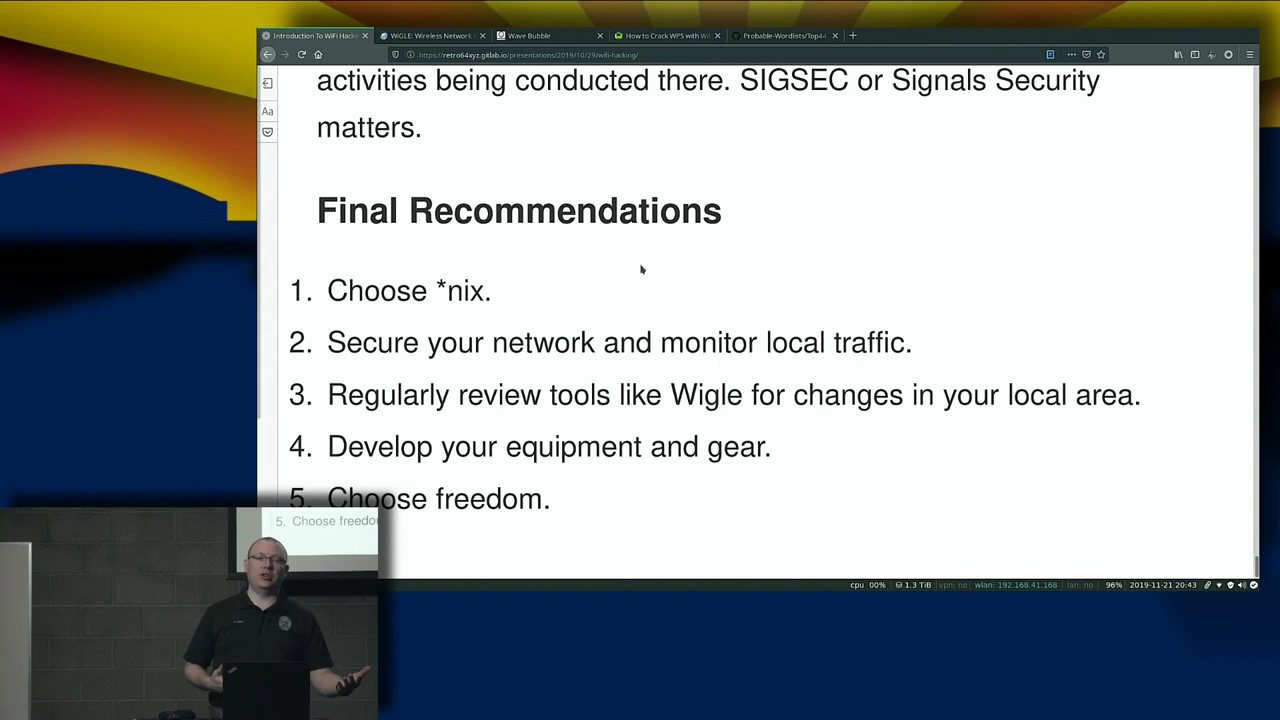 Introduction To WiFi Hack
WiGLE: Wireless Network
Wave Bubble
How to Crack WPS with Wi
Probable-Wordlists/Top44
https://retro64xyz.gitlab.io/presentations/2019/10/29/wifi-hacking/
Aa
activities being conducted there. SIGSEC or Signals Security
matters.
Final Recommendations
1. Choose *nix.
2. Secure your network and monitor local traffic.
3. Regularly review tools like Wigle for changes in your local area.
4. Develop your equipment and gear.
5. Choose freedom.
5. Choose freedo
cpu 00% 1.3 TiB vpn: no wlan: 192.168.41.168 lan: no 96% 2019-11-21 20:43